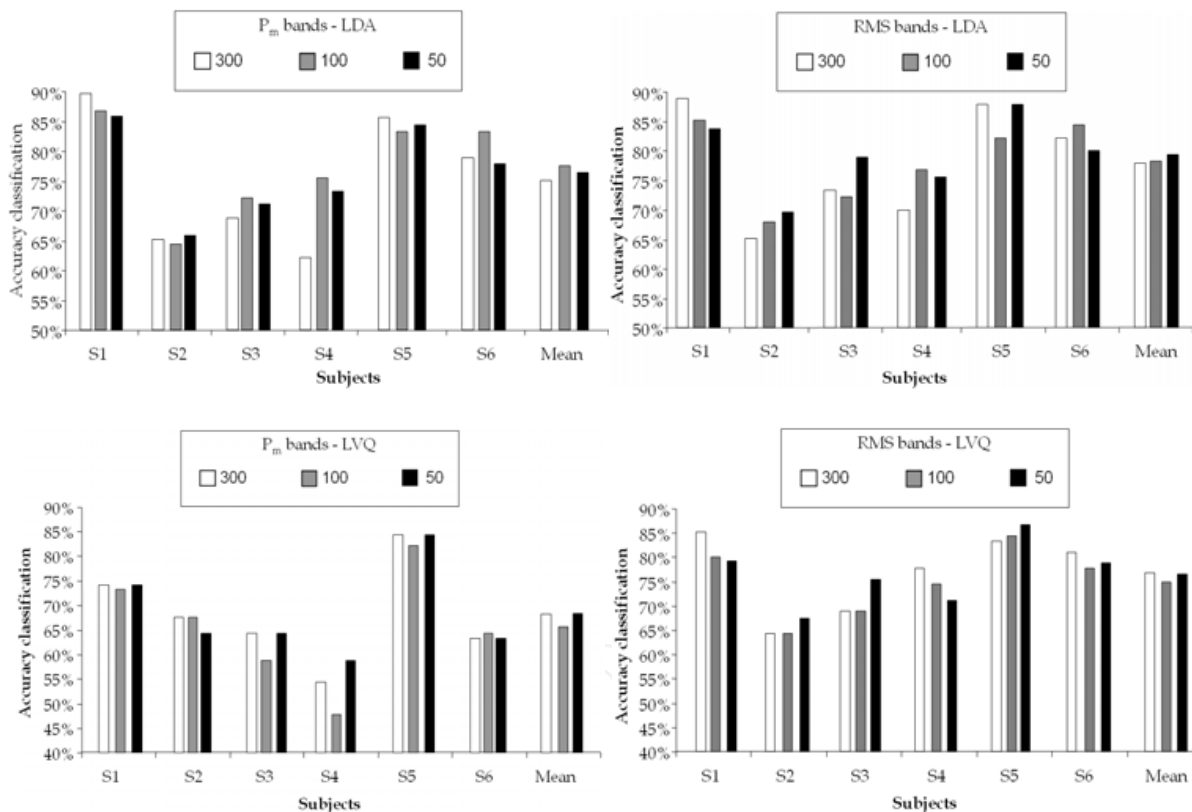 P_m bands - LDA
300 100 50
Accuracy classification
90%
85%
80%
75%
70%
65%
60%
55%
50%
S1 S2 S3 S4 S5 S6 Mean
Subjects
RMS bands - LDA
300 100 50
Accuracy classification
90%
85%
80%
75%
70%
65%
60%
55%
50%
S1 S2 S3 S4 S5 S6 Mean
Subjects
P_m bands - LVQ
300 100 50
Accuracy classification
90%
85%
80%
75%
70%
65%
60%
55%
50%
45%
40%
S1 S2 S3 S4 S5 S6 Mean
Subjects
RMS bands - LVQ
300 100 50
Accuracy classification
90%
85%
80%
75%
70%
65%
60%
55%
50%
45%
40%
S1 S2 S3 S4 S5 S6 Mean
Subjects